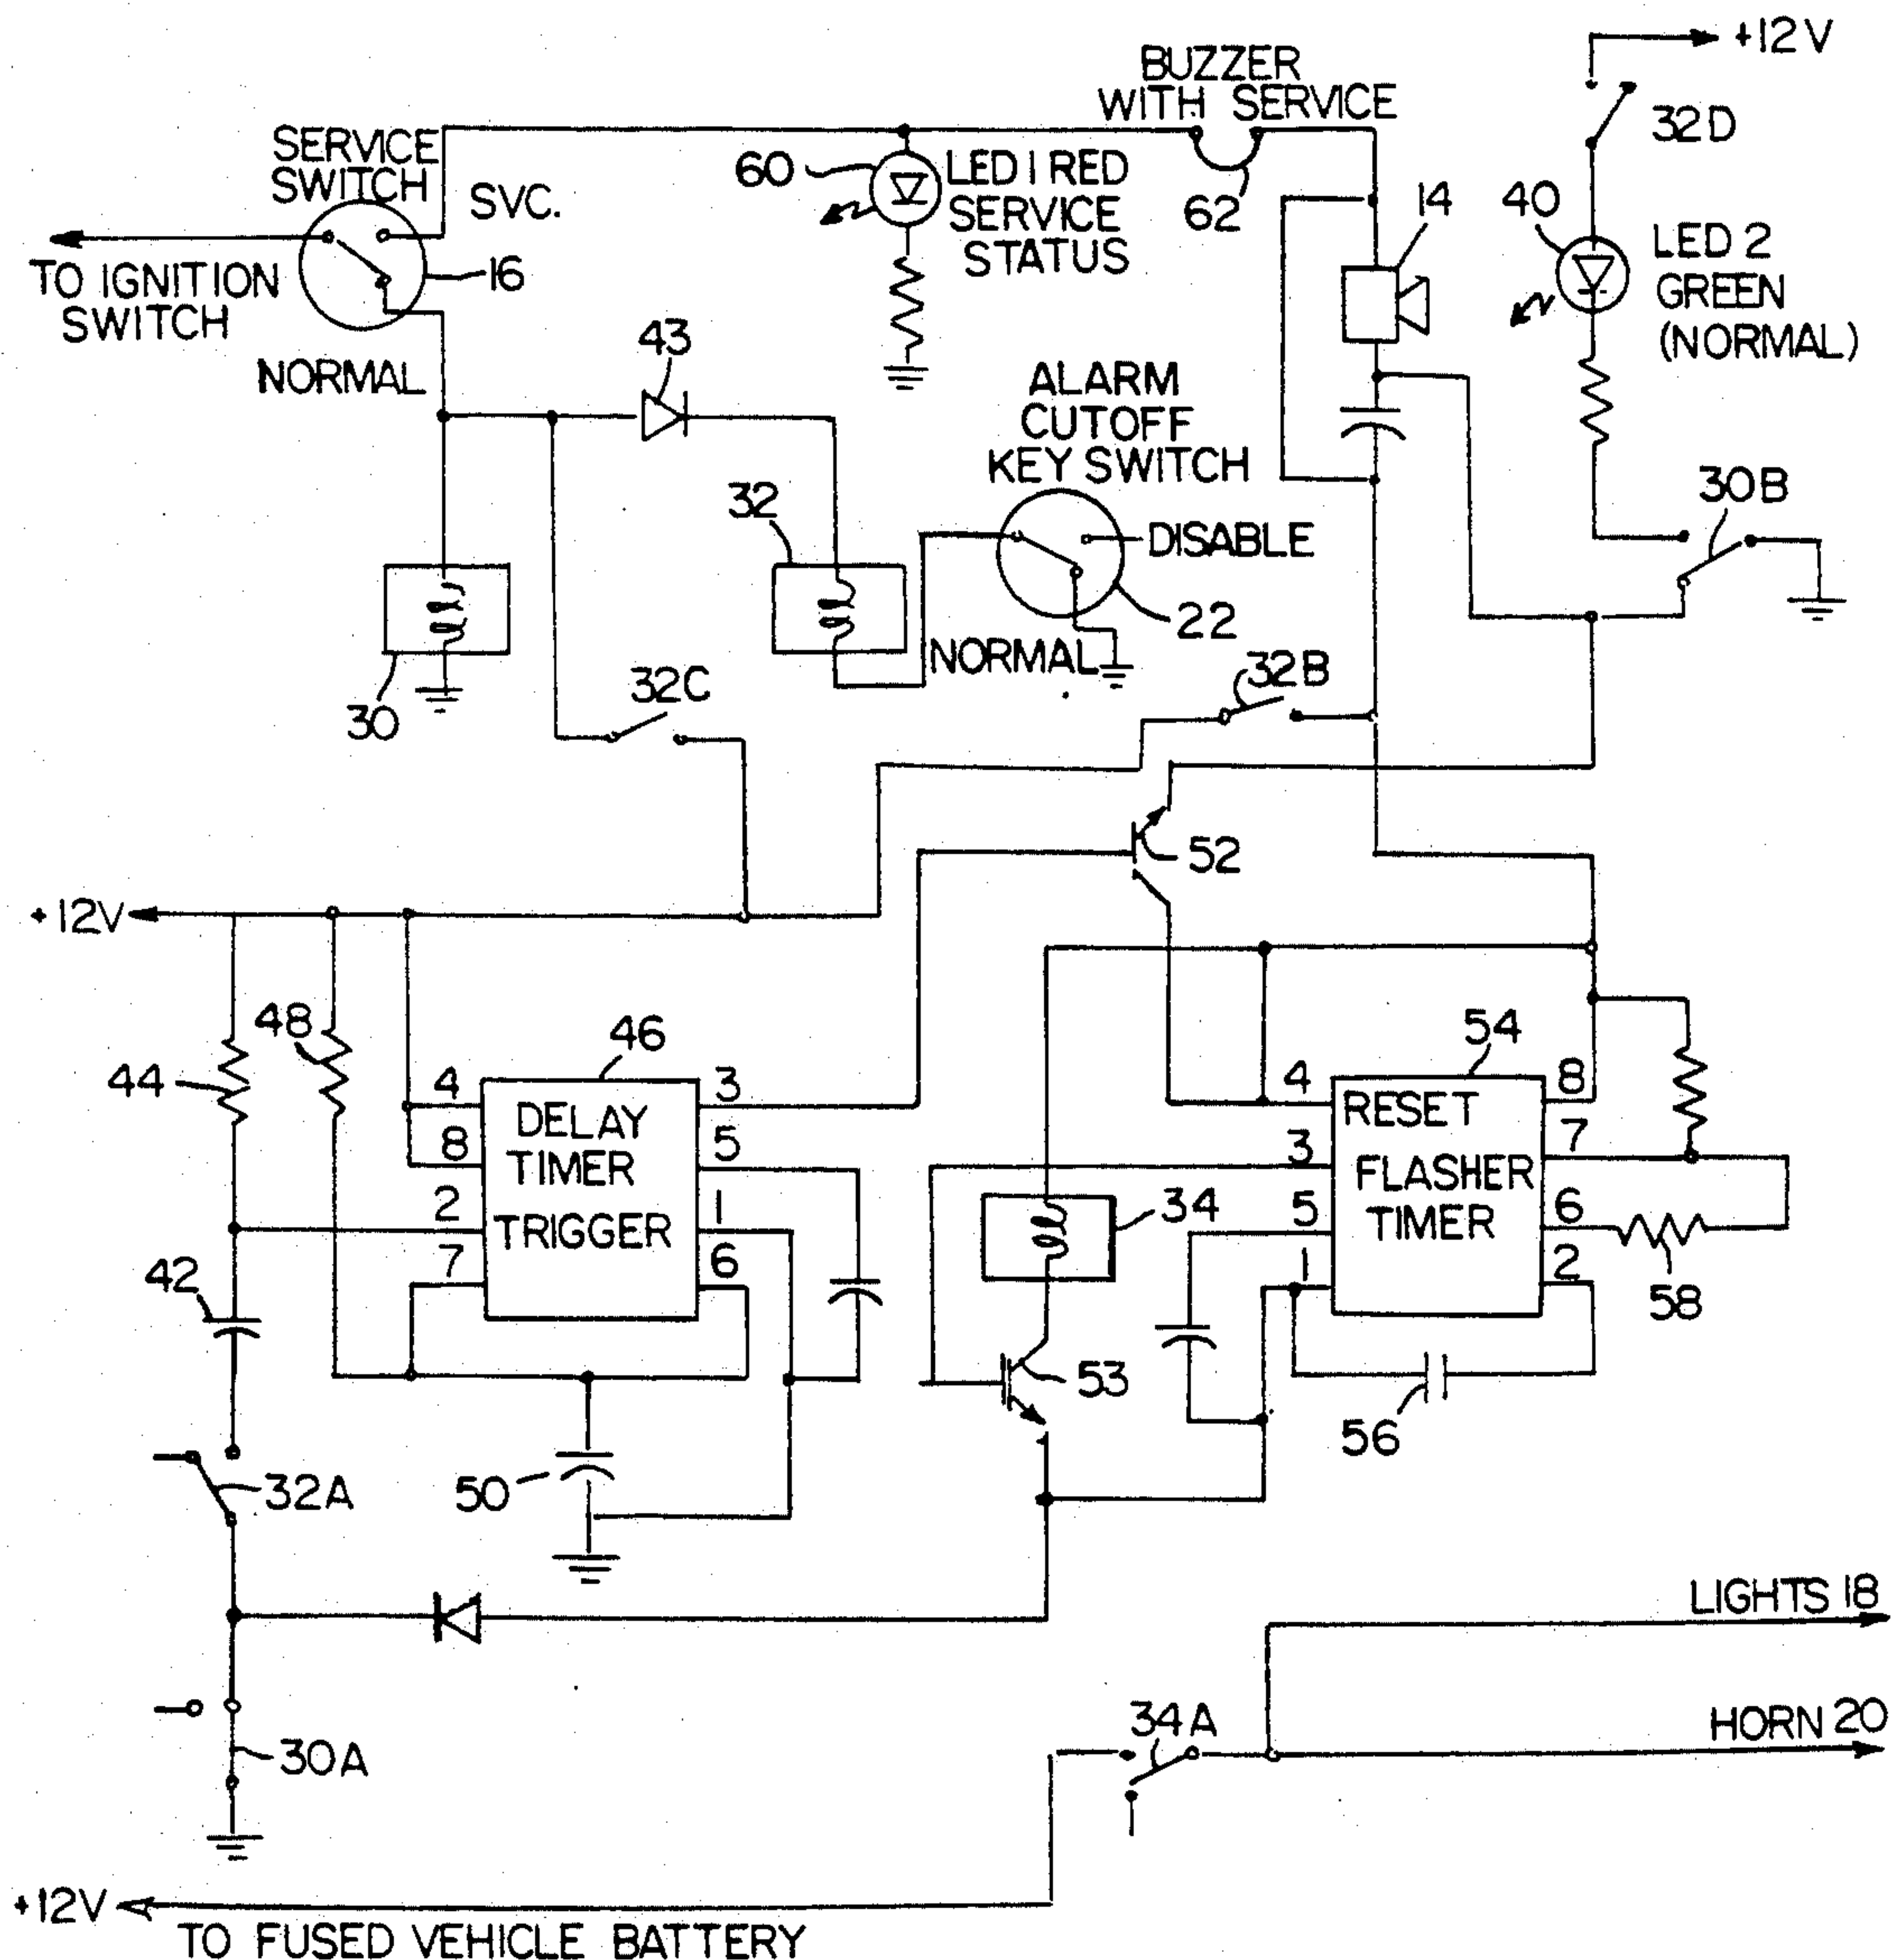 +12V
BUZZER
WITH SERVICE
32D
SERVICE
SWITCH
SVC.
60
LED 1 RED
SERVICE
STATUS
62
14
40
LED 2
GREEN
(NORMAL)
TO IGNITION
SWITCH
16
NORMAL
43
ALARM
CUTOFF
KEY SWITCH
32
DISABLE
30B
22
NORMAL
30
32C
32B
52
+12V
48
44
46
4
8
2
7
DELAY
TIMER
TRIGGER
3
5
1
6
54
4
3
5
1
RESET
FLASHER
TIMER
8
7
6
2
34
58
42
53
56
32A
50
LIGHTS 18
30A
34A
HORN 20
+12V
TO FUSED VEHICLE BATTERY